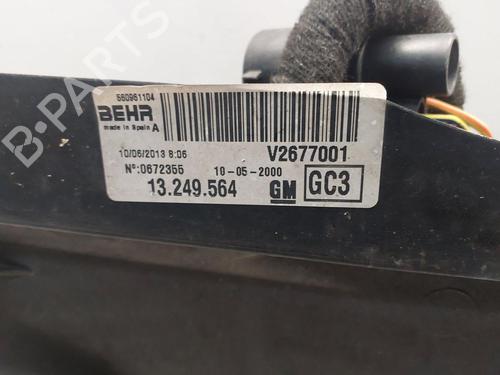 560961104
BEHR
made in Spain A
10/06/2013 8:06
V2677001
Nº:0672355
10-05-2000
13.249.564
GM
GC3
B-PARTS